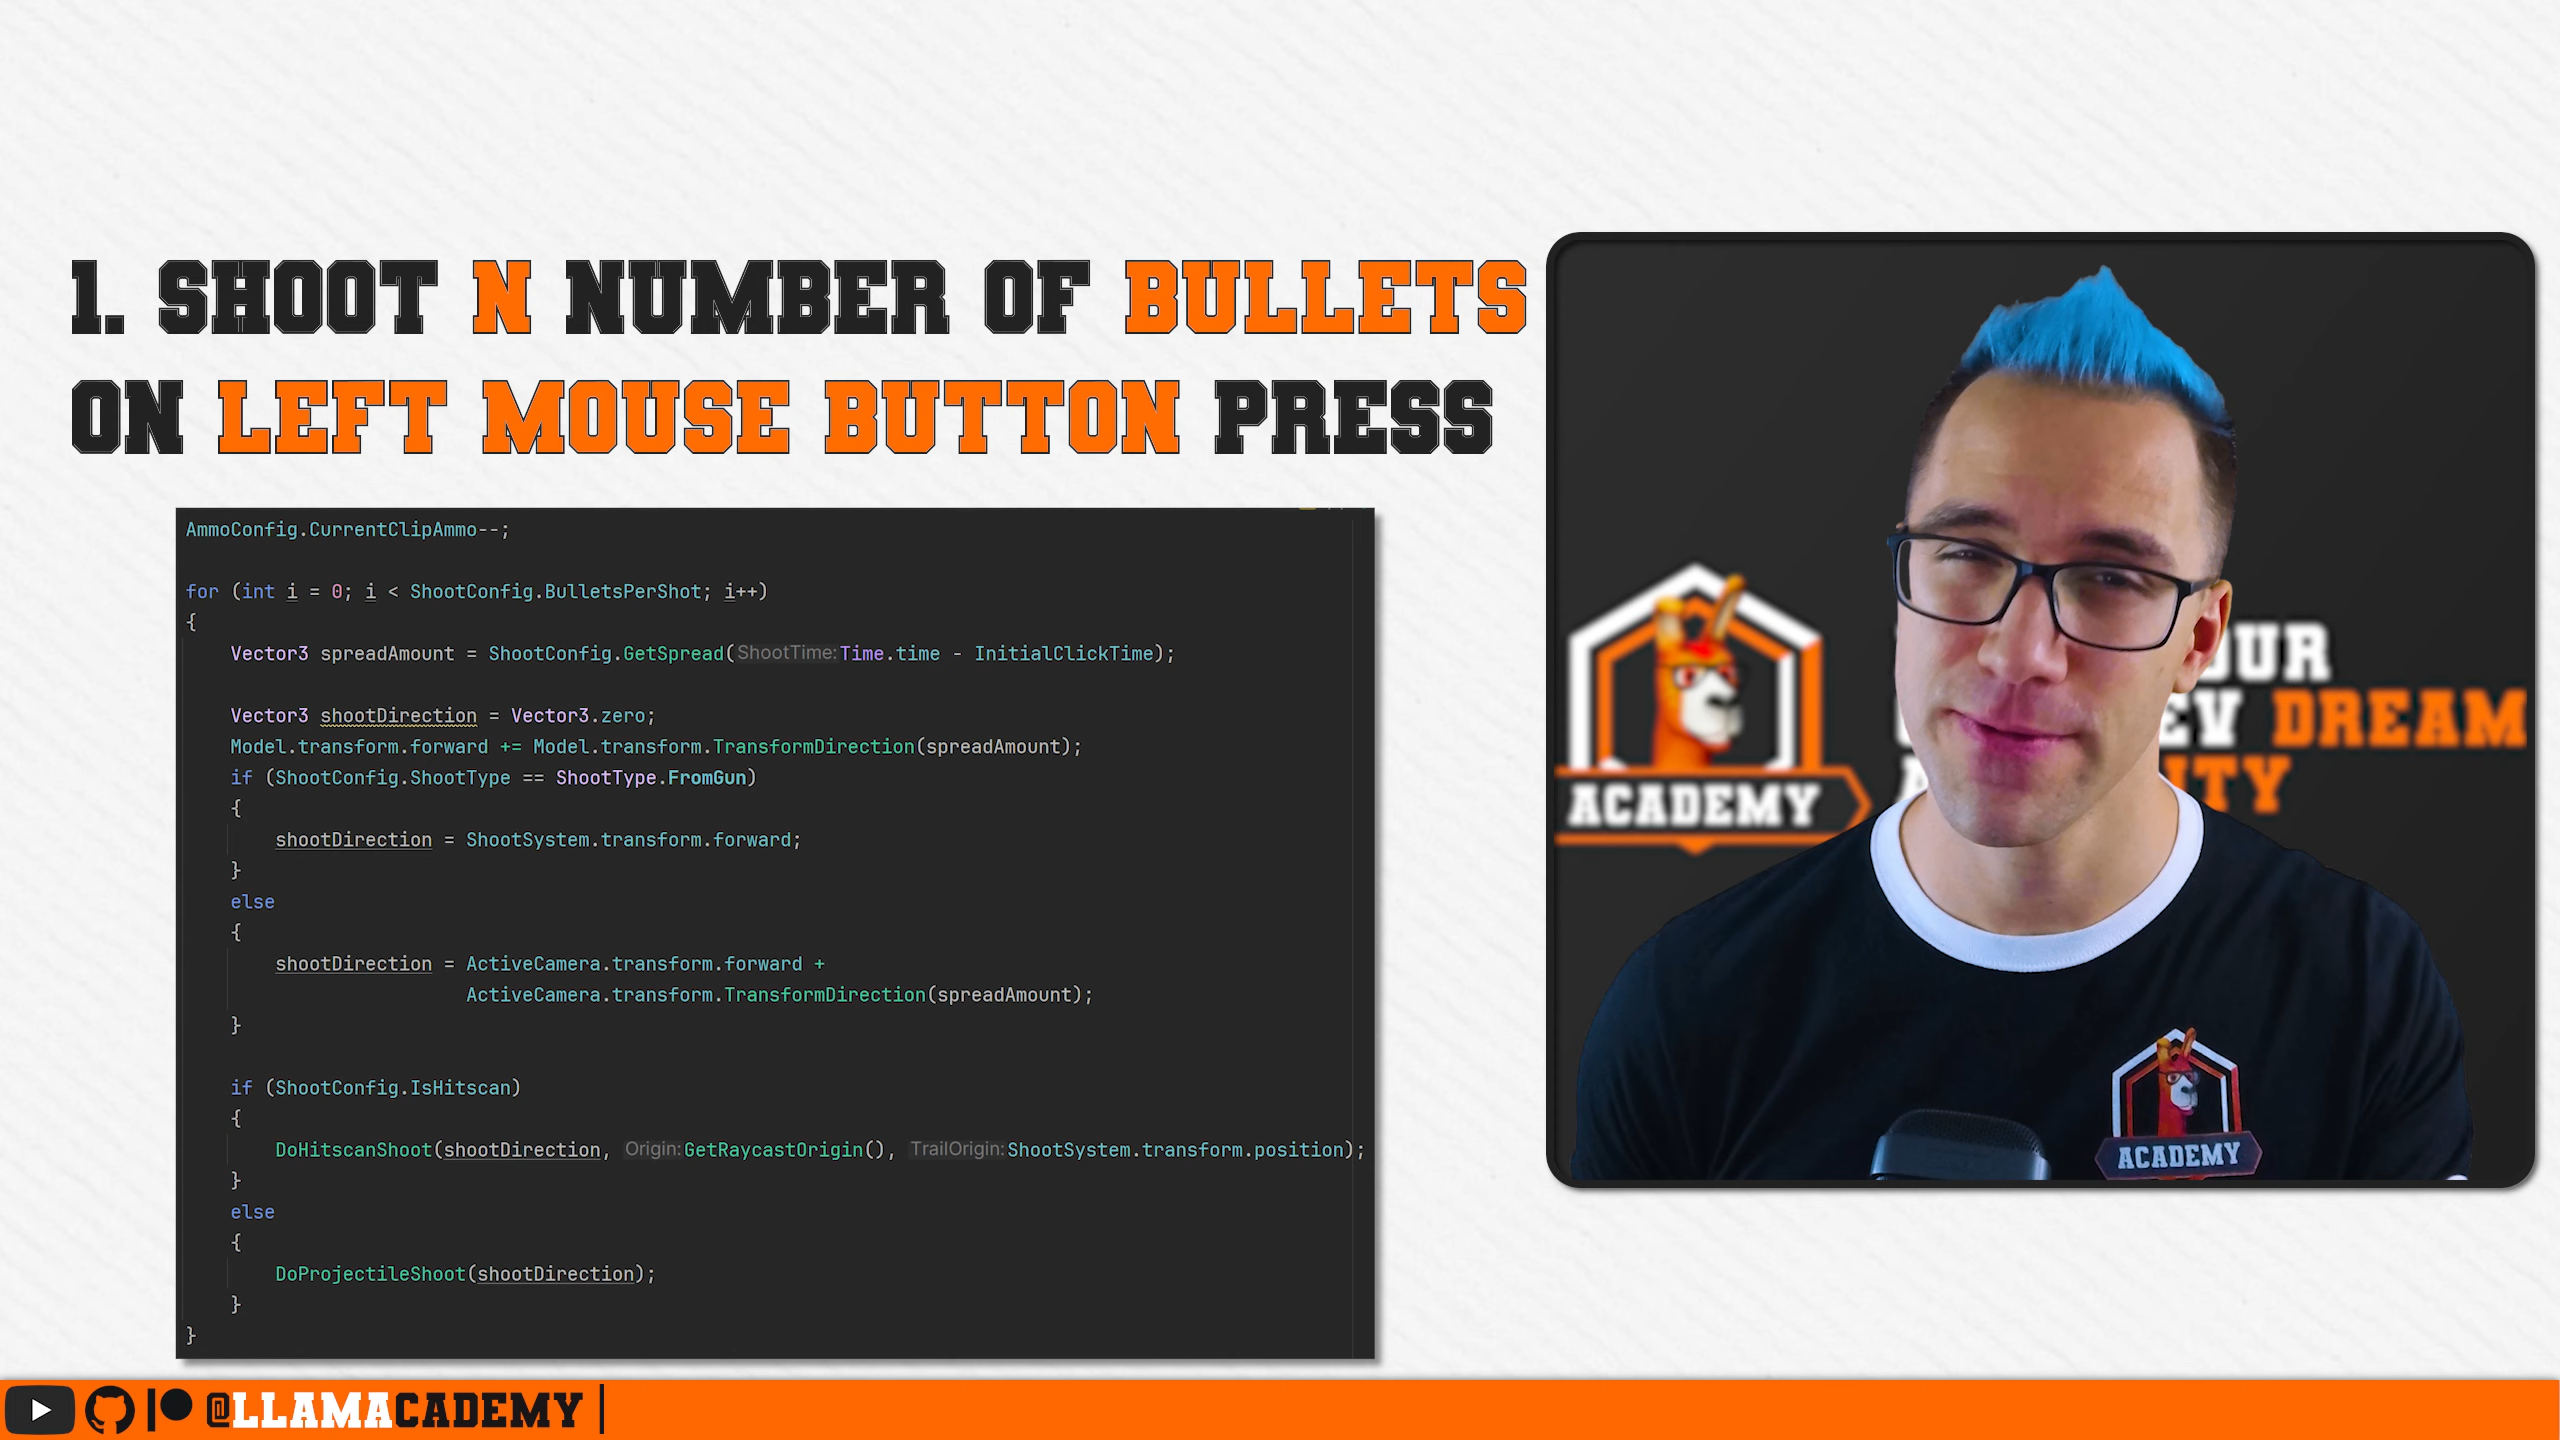 1. SHOOT N NUMBER OF BULLETS
ON LEFT MOUSE BUTTON PRESS
AmmoConfig.CurrentClipAmmo--;
for (int i = 0; i < ShootConfig.BulletsPerShot; i++)
{
Vector3 spreadAmount = ShootConfig.GetSpread(ShootTime: Time.time - InitialClickTime);
Vector3 shootDirection = Vector3.zero;
Model.transform.forward += Model.transform.TransformDirection(spreadAmount);
if (ShootConfig.ShootType == ShootType.FromGun)
{
shootDirection = ShootSystem.transform.forward;
}
else
{
shootDirection = ActiveCamera.transform.forward +
ActiveCamera.transform.TransformDirection(spreadAmount);
}
if (ShootConfig.IsHitscan)
{
DoHitscanShoot(shootDirection, Origin: GetRaycastOrigin(), TrailOrigin: ShootSystem.transform.position);
}
else
{
DoProjectileShoot(shootDirection);
}
}
ACADEMY
DREAM
ACADEMY
@LLAMACADEMY